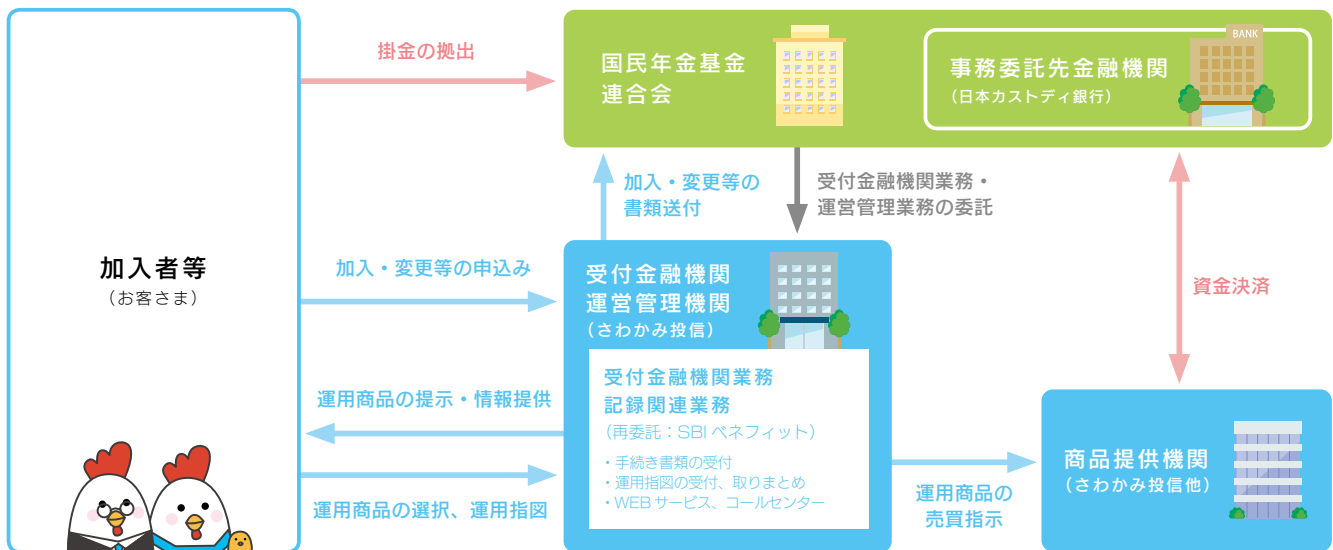 掛金の拠出
国民年金基金
連合会
事務委託先金融機関
（日本カストディ銀行）
BANK
加入・変更等の
書類送付
受付金融機関業務・
運営管理業務の委託
加入者等
（お客さま）
加入・変更等の申込み
受付金融機関
運営管理機関
（さわかみ投信）
資金決済
受付金融機関業務
記録関連業務
（再委託：SBIベネフィット）
・手続き書類の受付
・運用指図の受付、取りまとめ
・WEBサービス、コールセンター
運用商品の提示・情報提供
運用商品の選択、運用指図
運用商品の
売買指示
商品提供機関
（さわかみ投信他）